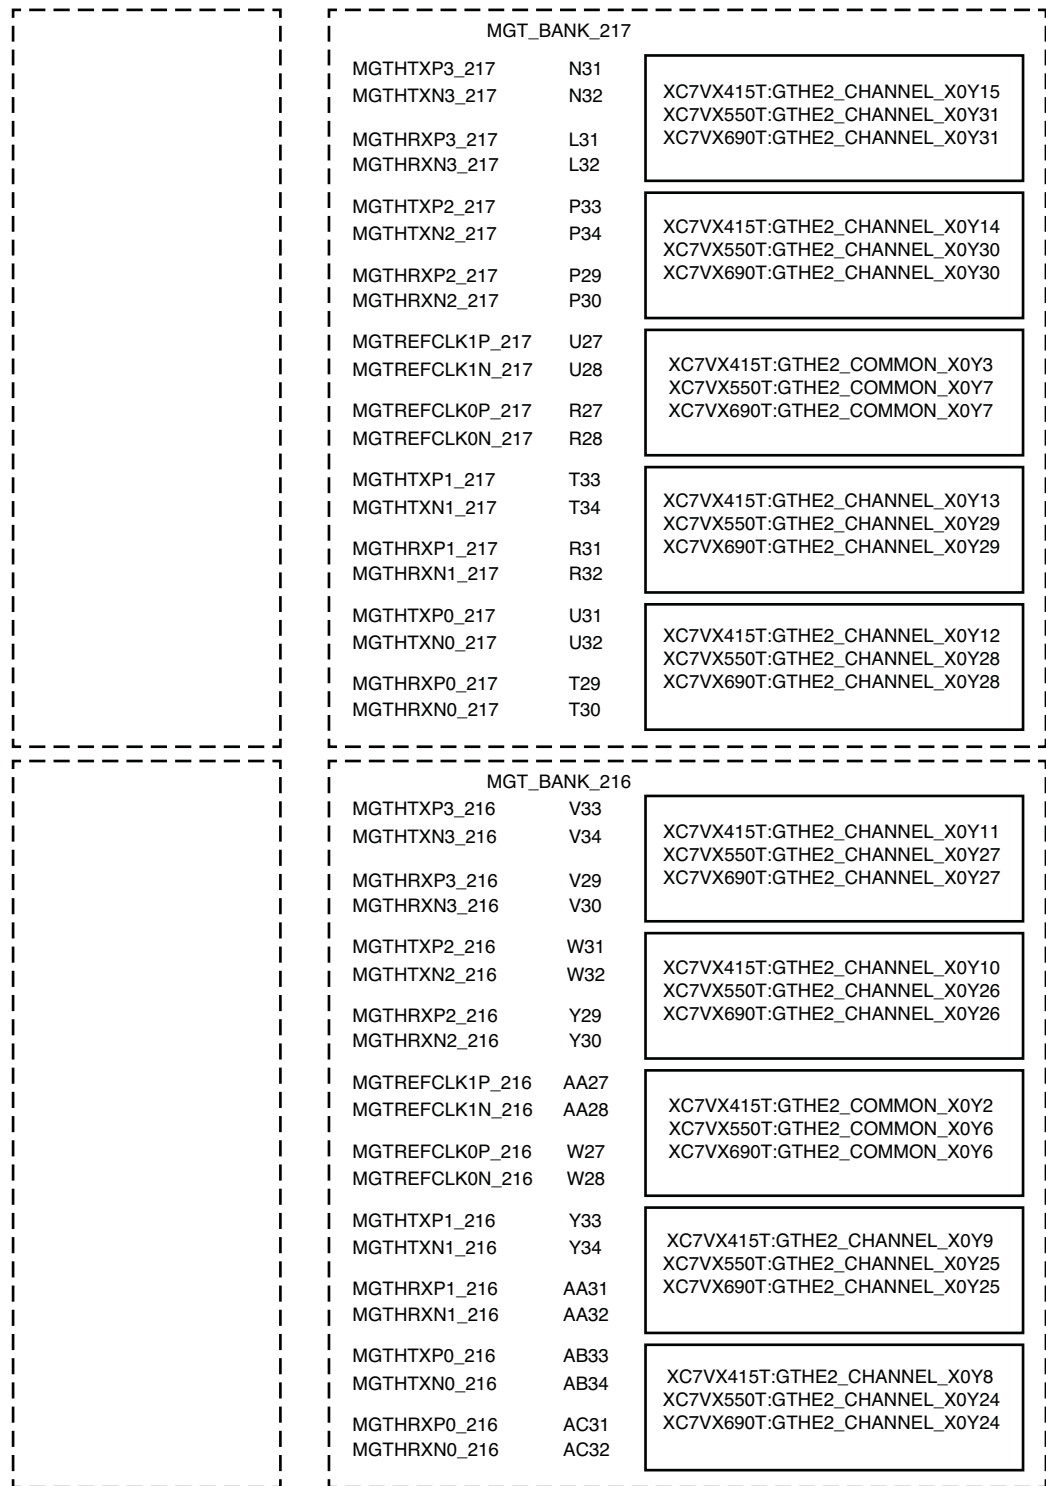 MGT_BANK_217
MGTHTXP3_217 N31
MGTHTXN3_217 N32
MGTHRXP3_217 L31
MGTHRXN3_217 L32
XC7VX415T:GTHE2_CHANNEL_X0Y15
XC7VX550T:GTHE2_CHANNEL_X0Y31
XC7VX690T:GTHE2_CHANNEL_X0Y31
MGTHTXP2_217 P33
MGTHTXN2_217 P34
MGTHRXP2_217 P29
MGTHRXN2_217 P30
XC7VX415T:GTHE2_CHANNEL_X0Y14
XC7VX550T:GTHE2_CHANNEL_X0Y30
XC7VX690T:GTHE2_CHANNEL_X0Y30
MGTREFCLK1P_217 U27
MGTREFCLK1N_217 U28
MGTREFCLK0P_217 R27
MGTREFCLK0N_217 R28
XC7VX415T:GTHE2_COMMON_X0Y3
XC7VX550T:GTHE2_COMMON_X0Y7
XC7VX690T:GTHE2_COMMON_X0Y7
MGTHTXP1_217 T33
MGTHTXN1_217 T34
MGTHRXP1_217 R31
MGTHRXN1_217 R32
XC7VX415T:GTHE2_CHANNEL_X0Y13
XC7VX550T:GTHE2_CHANNEL_X0Y29
XC7VX690T:GTHE2_CHANNEL_X0Y29
MGTHTXP0_217 U31
MGTHTXN0_217 U32
MGTHRXP0_217 T29
MGTHRXN0_217 T30
XC7VX415T:GTHE2_CHANNEL_X0Y12
XC7VX550T:GTHE2_CHANNEL_X0Y28
XC7VX690T:GTHE2_CHANNEL_X0Y28
MGT_BANK_216
MGTHTXP3_216 V33
MGTHTXN3_216 V34
MGTHRXP3_216 V29
MGTHRXN3_216 V30
XC7VX415T:GTHE2_CHANNEL_X0Y11
XC7VX550T:GTHE2_CHANNEL_X0Y27
XC7VX690T:GTHE2_CHANNEL_X0Y27
MGTHTXP2_216 W31
MGTHTXN2_216 W32
MGTHRXP2_216 Y29
MGTHRXN2_216 Y30
XC7VX415T:GTHE2_CHANNEL_X0Y10
XC7VX550T:GTHE2_CHANNEL_X0Y26
XC7VX690T:GTHE2_CHANNEL_X0Y26
MGTREFCLK1P_216 AA27
MGTREFCLK1N_216 AA28
MGTREFCLK0P_216 W27
MGTREFCLK0N_216 W28
XC7VX415T:GTHE2_COMMON_X0Y2
XC7VX550T:GTHE2_COMMON_X0Y6
XC7VX690T:GTHE2_COMMON_X0Y6
MGTHTXP1_216 Y33
MGTHTXN1_216 Y34
MGTHRXP1_216 AA31
MGTHRXN1_216 AA32
XC7VX415T:GTHE2_CHANNEL_X0Y9
XC7VX550T:GTHE2_CHANNEL_X0Y25
XC7VX690T:GTHE2_CHANNEL_X0Y25
MGTHTXP0_216 AB33
MGTHTXN0_216 AB34
MGTHRXP0_216 AC31
MGTHRXN0_216 AC32
XC7VX415T:GTHE2_CHANNEL_X0Y8
XC7VX550T:GTHE2_CHANNEL_X0Y24
XC7VX690T:GTHE2_CHANNEL_X0Y24